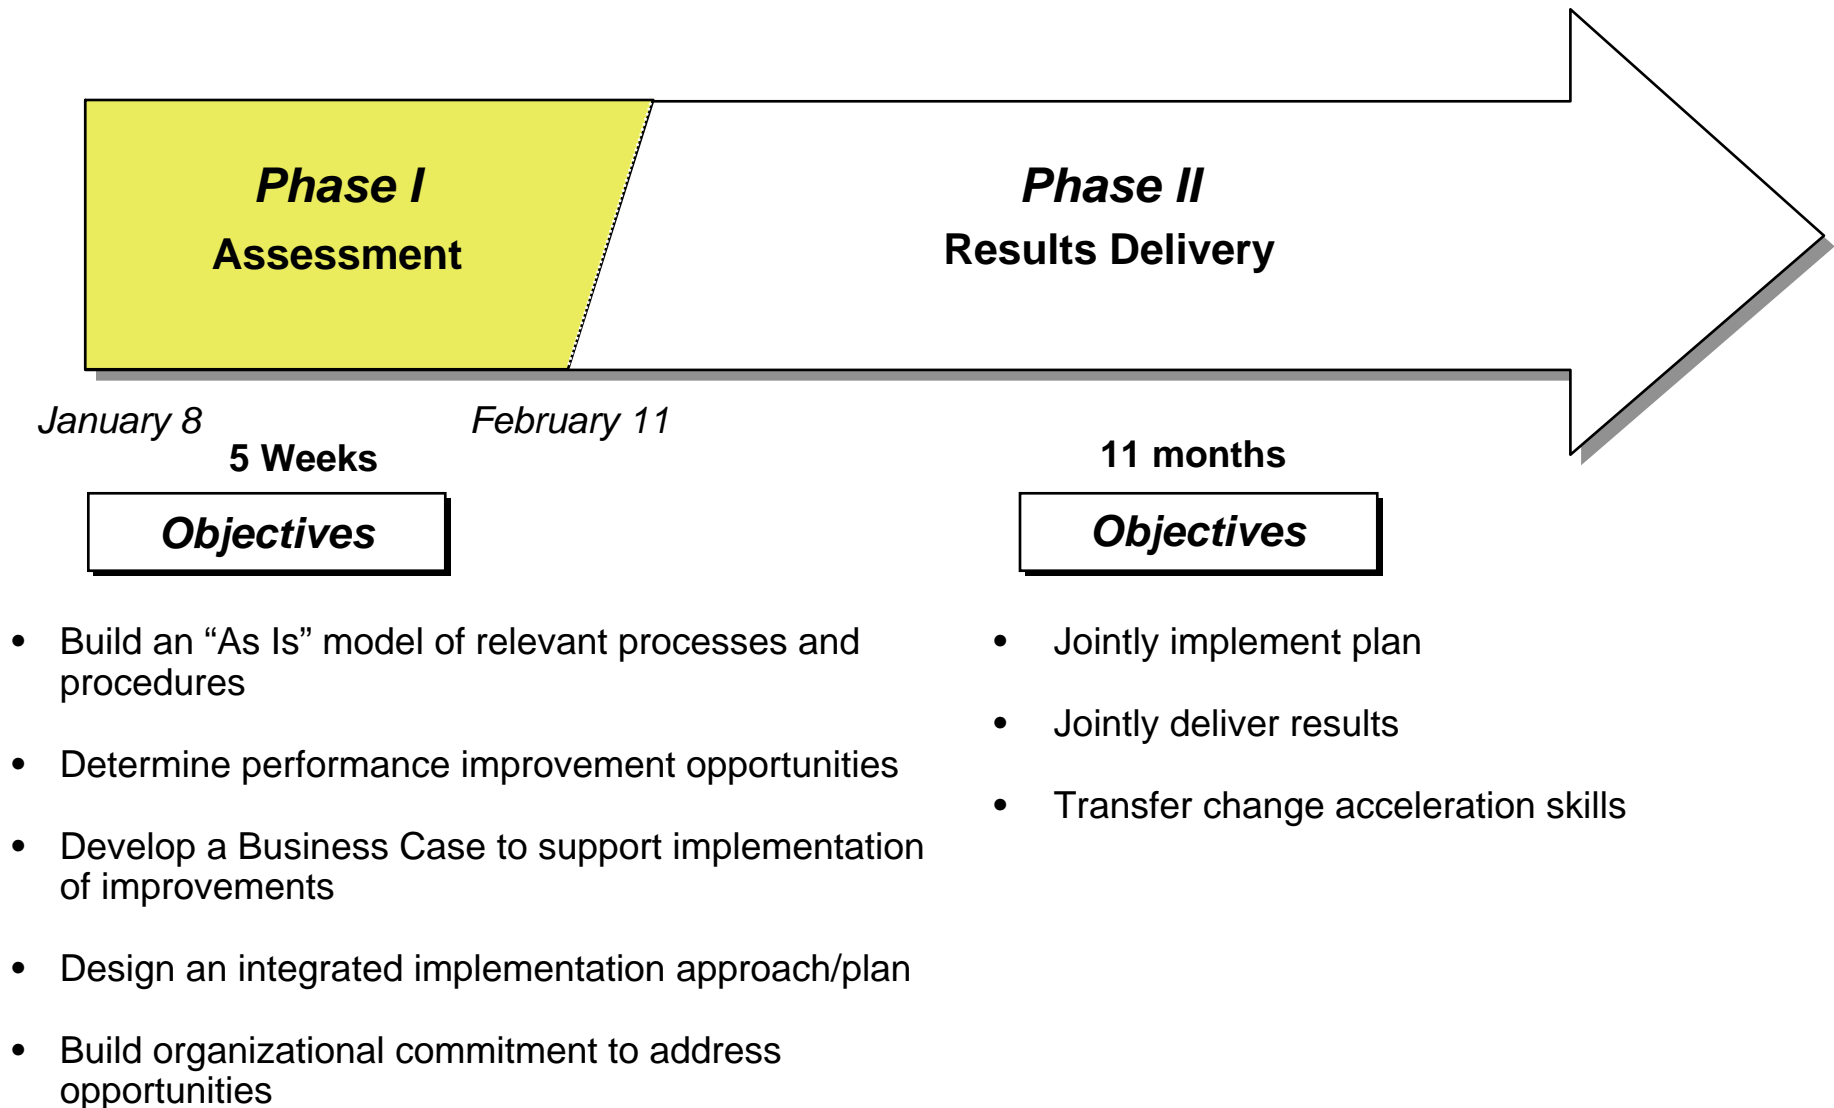 Phase I
Assessment
Phase II
Results Delivery
January 8
February 11
5 Weeks
11 months
Objectives
• Build an “As Is” model of relevant processes and
procedures
• Determine performance improvement opportunities
• Develop a Business Case to support implementation
of improvements
• Design an integrated implementation approach/plan
• Build organizational commitment to address
opportunities
Objectives
• Jointly implement plan
• Jointly deliver results
• Transfer change acceleration skills